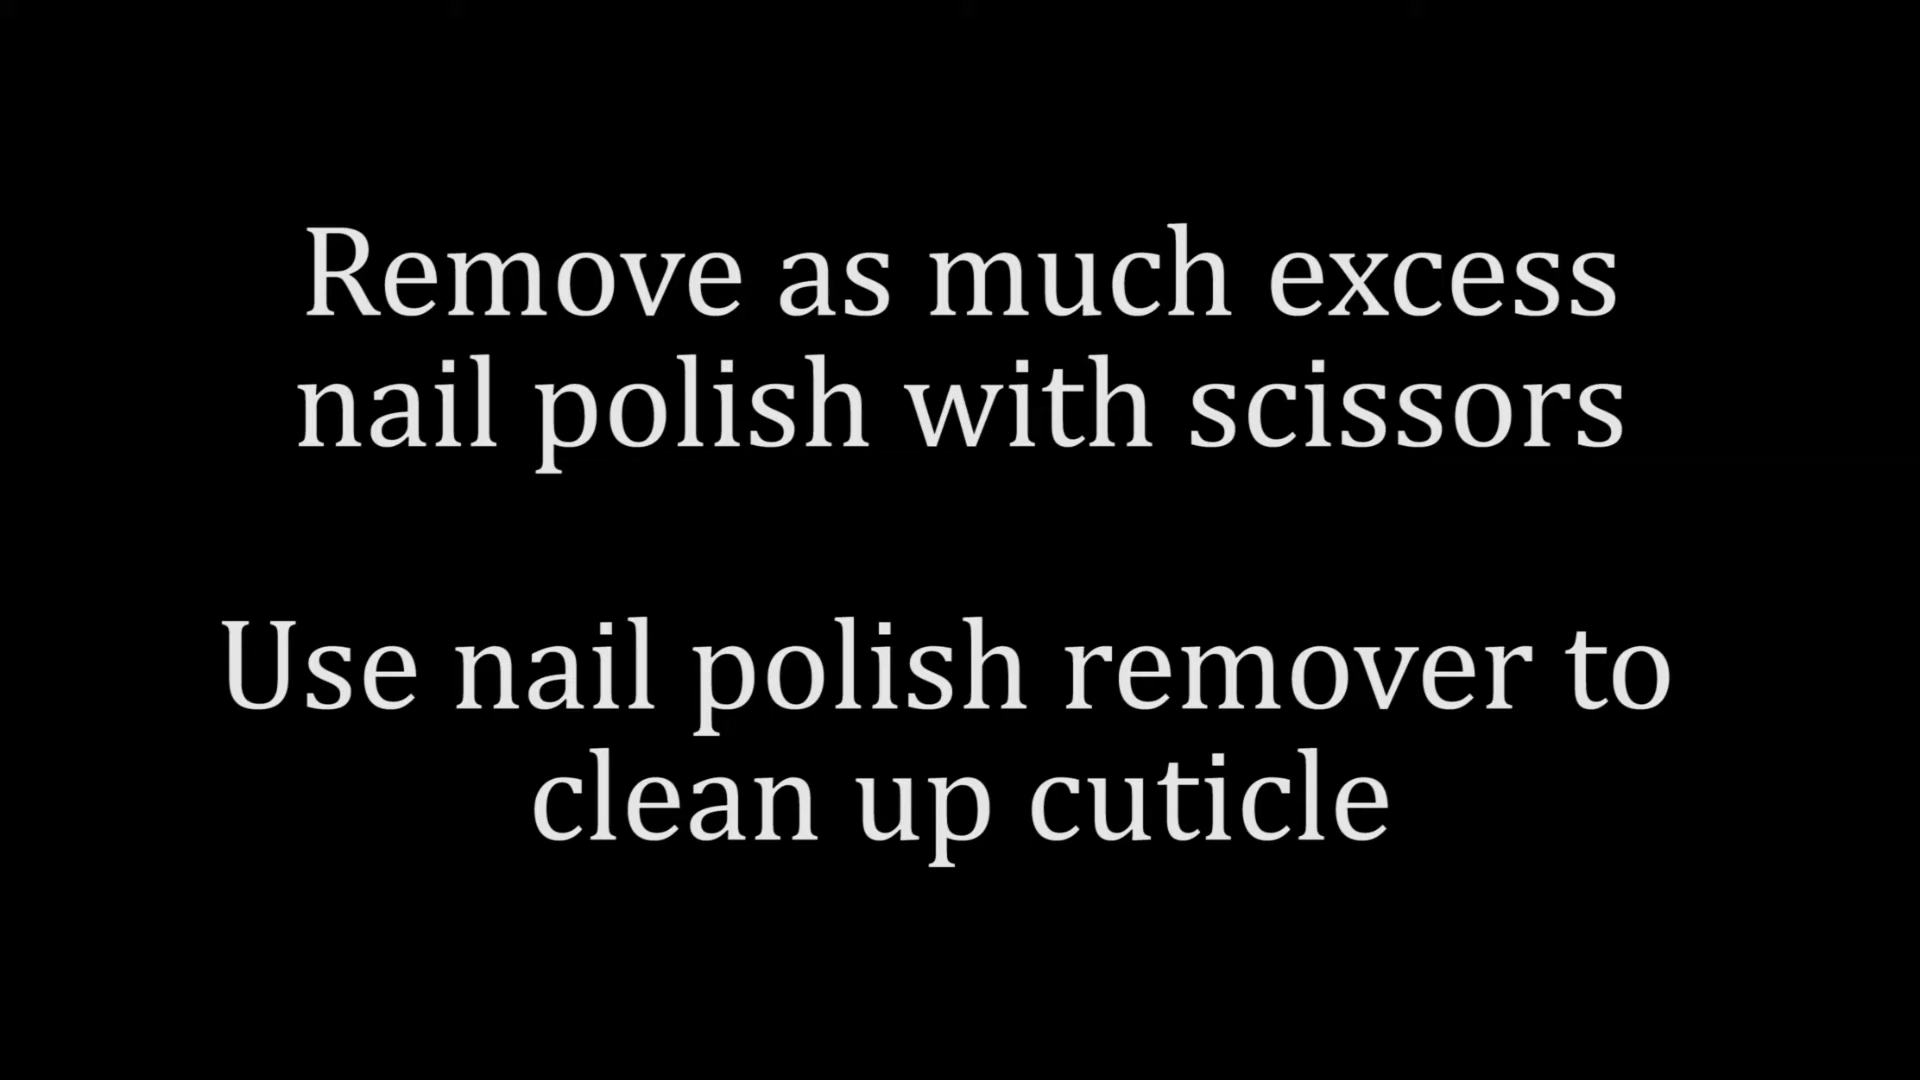 Remove as much excess
nail polish with scissors
Use nail polish remover to
clean up cuticle